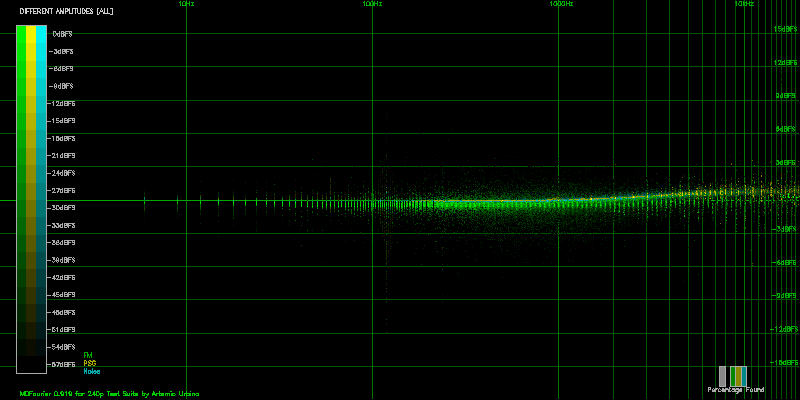 DIFFERENT AMPLITUDES [ALL]
10Hz 100Hz 1000Hz 10kHz
0dBFS
-3dBFS
-6dBFS
-9dBFS
-12dBFS
-15dBFS
-18dBFS
-21dBFS
-24dBFS
-27dBFS
-30dBFS
-33dBFS
-36dBFS
-39dBFS
-42dBFS
-45dBFS
-48dBFS
-51dBFS
-54dBFS
-57dBFS
15dBFS
12dBFS
9dBFS
6dBFS
3dBFS
-3dBFS
-6dBFS
-9dBFS
-12dBFS
-15dBFS
FM
PSG
Noise
Percentage Found
MDFourier 0.919 for 240p Test Suite by Artemio Urbina